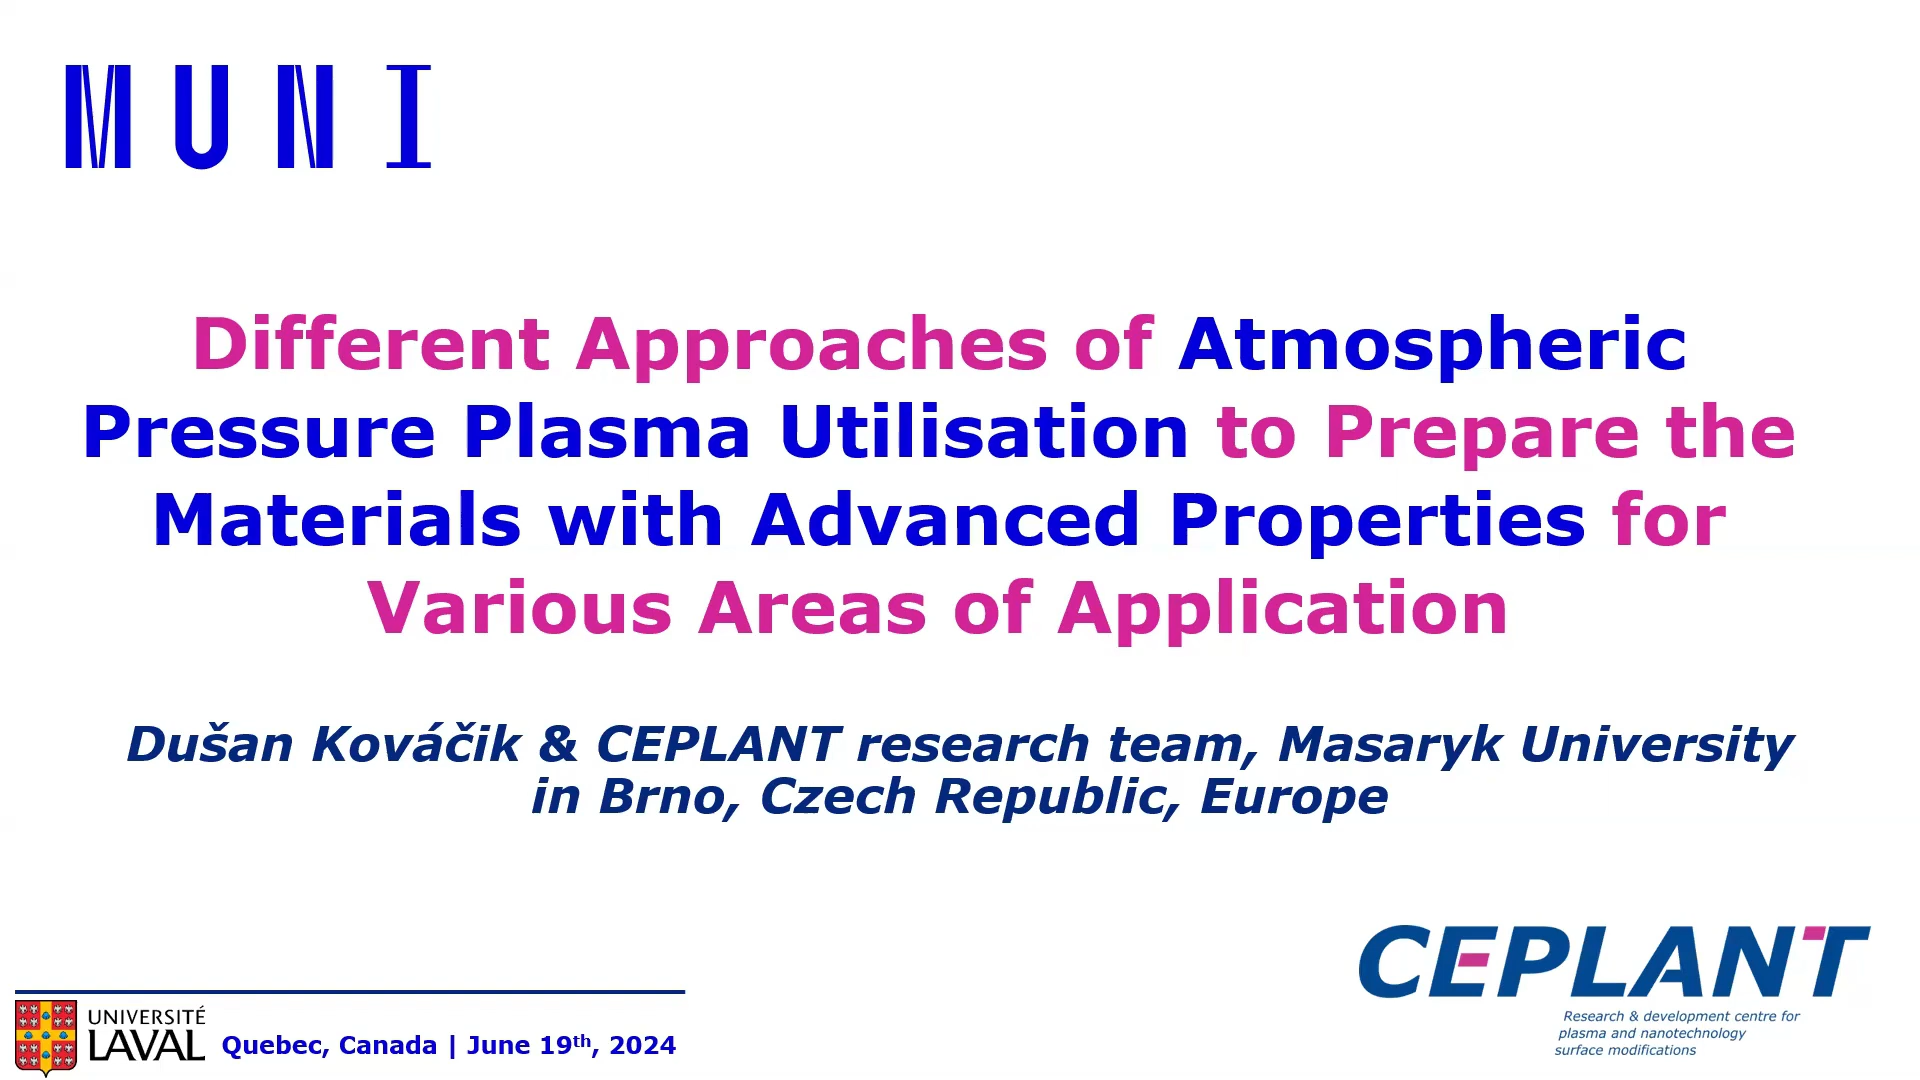 MUNI
Different Approaches of Atmospheric
Pressure Plasma Utilisation to Prepare the
Materials with Advanced Properties for
Various Areas of Application
Dušan Kováčik & CEPLANT research team, Masaryk University
in Brno, Czech Republic, Europe
CEPLANT
Research & development centre for
plasma and nanotechnology
surface modifications
UNIVERSITÉ
LAVAL
Quebec, Canada | June 19th, 2024